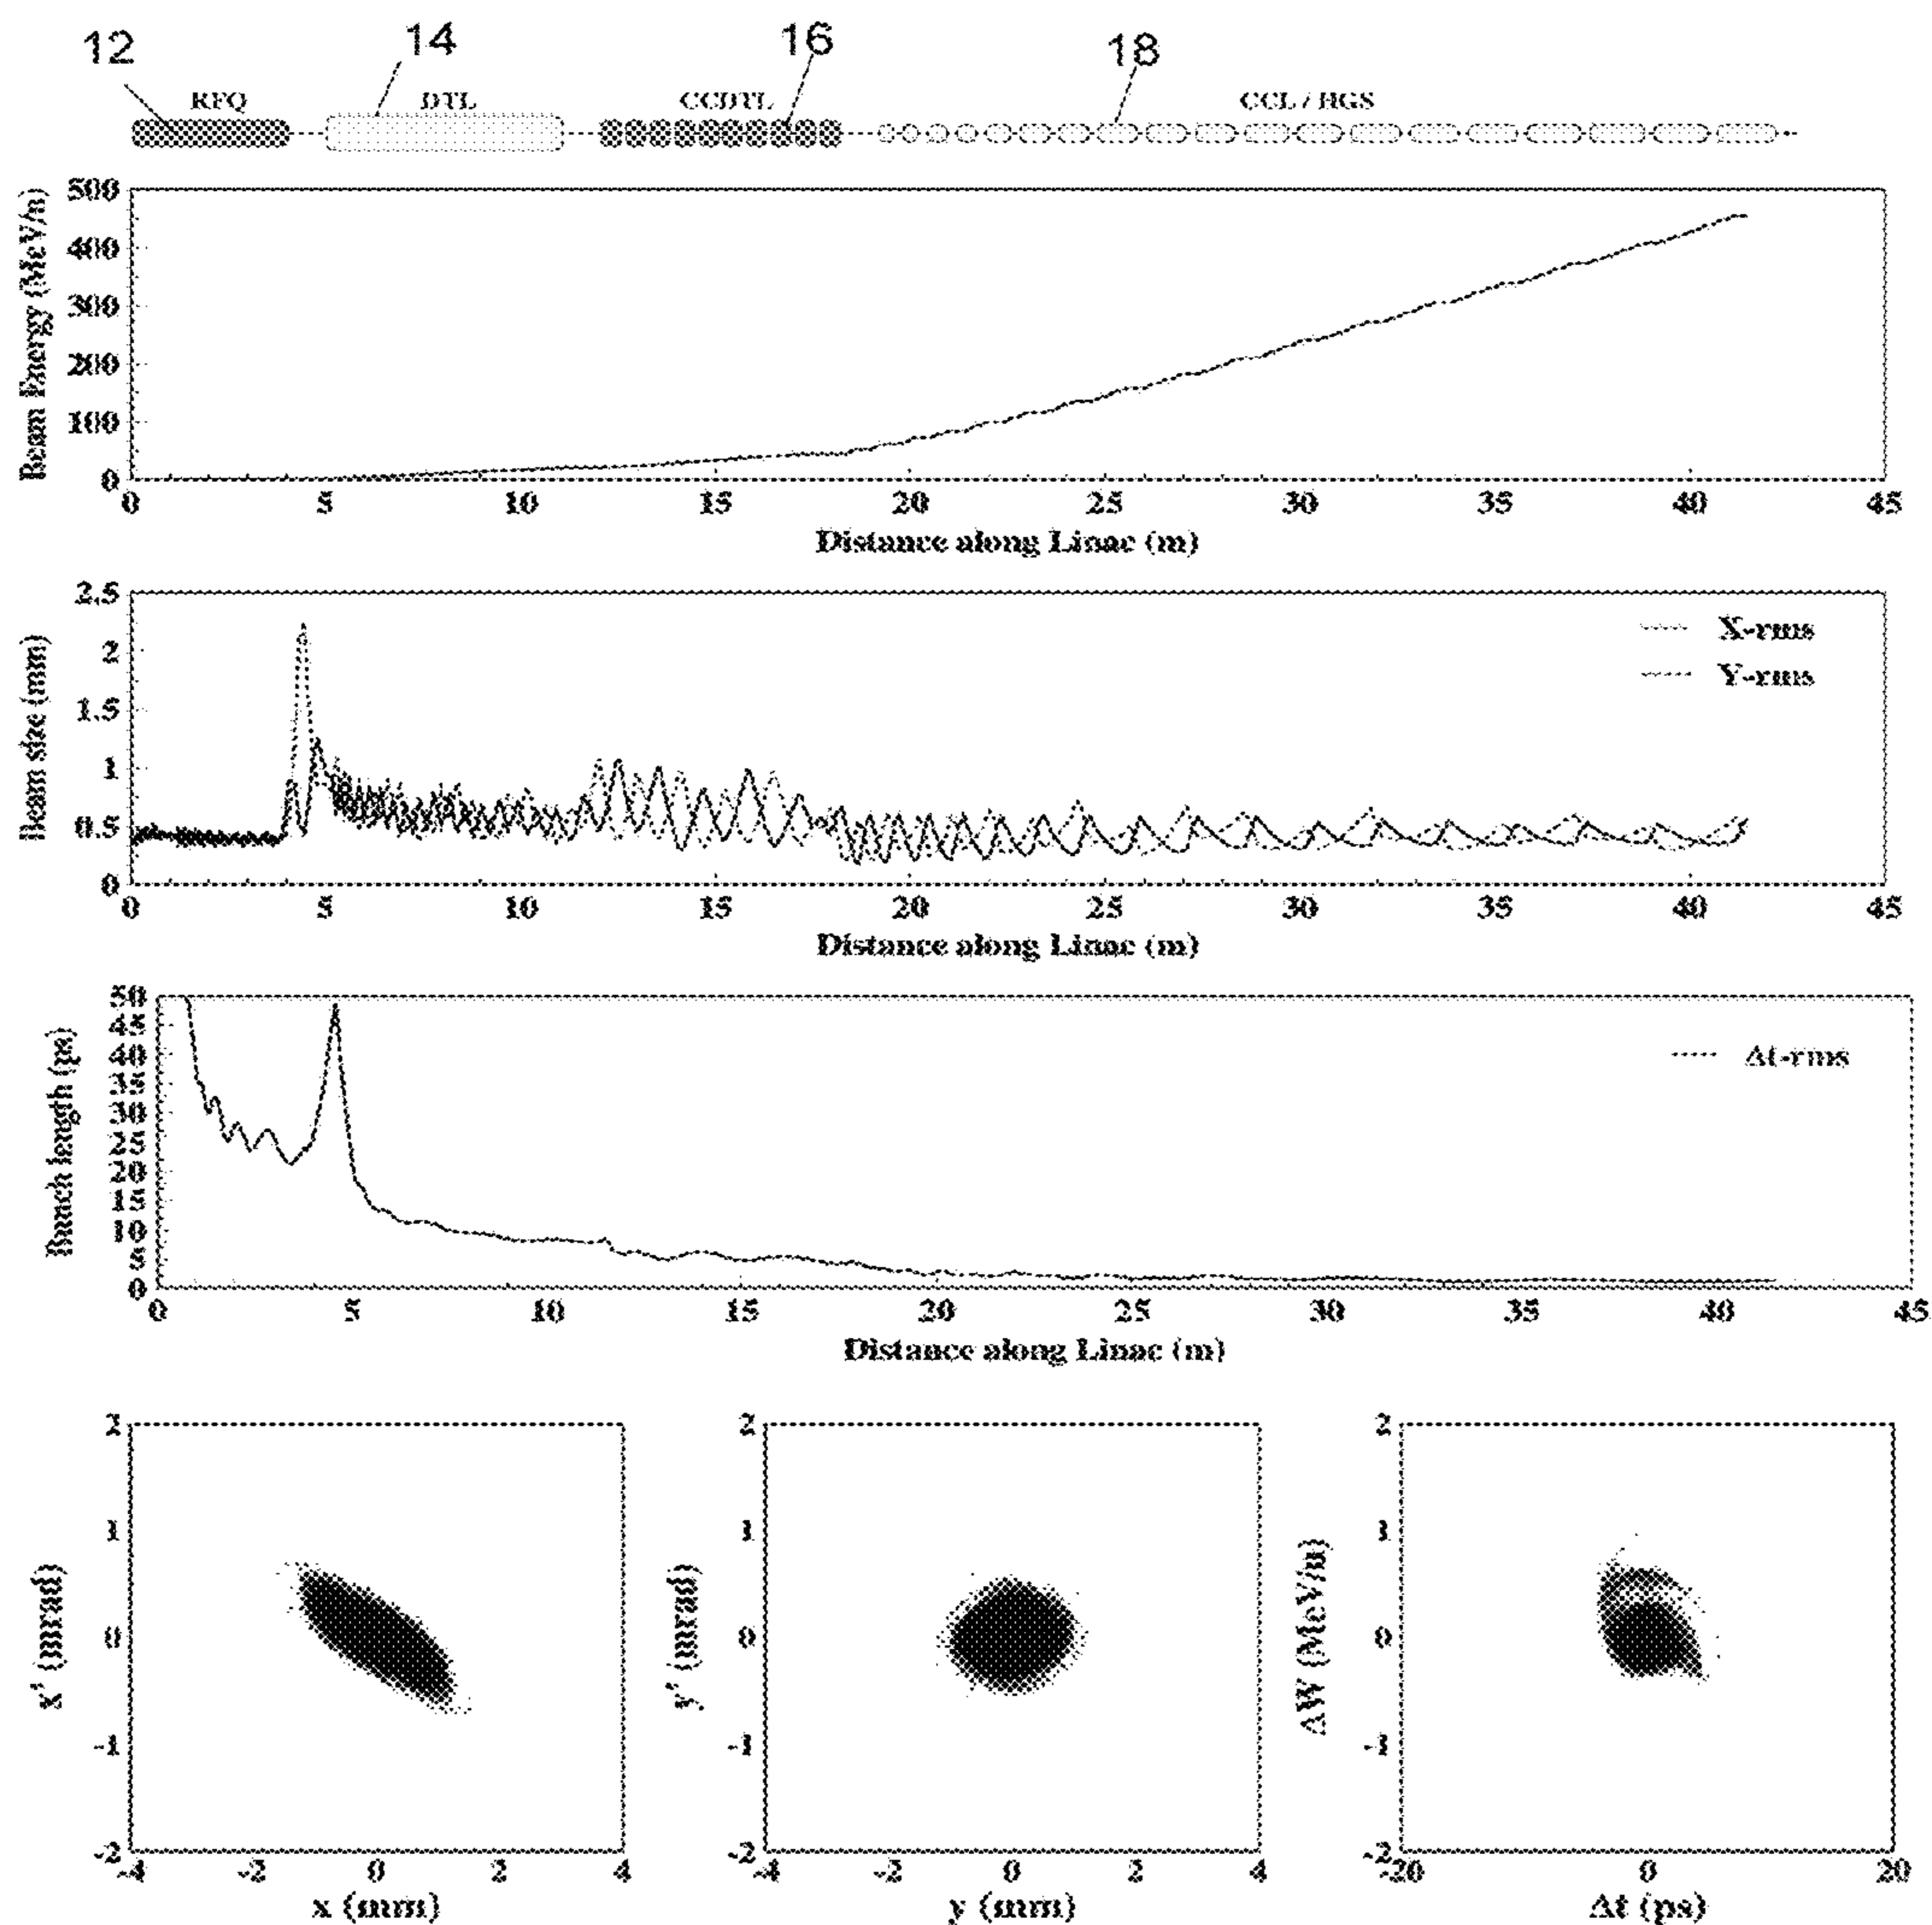 12 14 16 18
RFQ DTL CCDTL CCL / HGS
Beam Energy (MeV/n)
500
400
300
200
100
0
0 5 10 15 20 25 30 35 40 45
Distance along Linac (m)
Beam size (mm)
2.5
2
1.5
1
0.5
0
X-rms
Y-rms
0 5 10 15 20 25 30 35 40 45
Distance along Linac (m)
Bunch length (ps)
50
45
40
35
30
25
20
15
10
5
0
Δt-rms
0 5 10 15 20 25 30 35 40 45
Distance along Linac (m)
x' (mrad)
2
1
0
-1
-2
-4 -2 0 2 4
x (mm)
y' (mrad)
2
1
0
-1
-2
-4 -2 0 2 4
y (mm)
ΔW (MeV/n)
2
1
0
-1
-2
-20 0 20
Δt (ps)